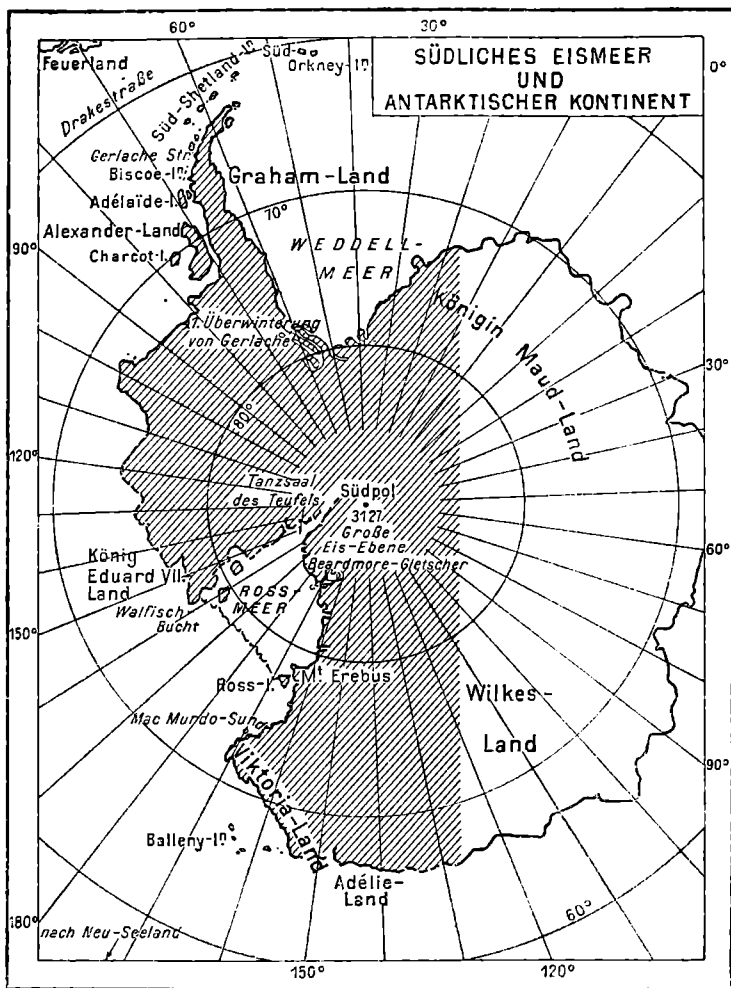 60°
30°
0°
SÜDLICHES EISMEER
UND
ANTARKTISCHER KONTINENT
Feuerland
Drakestraße
Süd-Shetland-In
Süd-
Orkney-In
Gerlache Str.
Biscoe-In
Adélaïde-I.
Alexander-Land
Charcot-I.
Graham-Land
70°
WEDDELL-
MEER
Königin
Maud-Land
90°
1. Überwinterung
von Gerlache
30°
80°
120°
Tanzsaal
des Teufels
Südpol
3127
Große
Eis-Ebene
Beardmore-Gletscher
König
Eduard VII-
Land
ROSS-
MEER
Walfisch-
Bucht
60°
150°
Ross-I.
Mt Erebus
Mac Murdo-Sund
Wilkes-
Land
Viktoria-Land
90°
Balleny-In
Adélie-
Land
60°
180°
nach Neu-Seeland
150°
120°